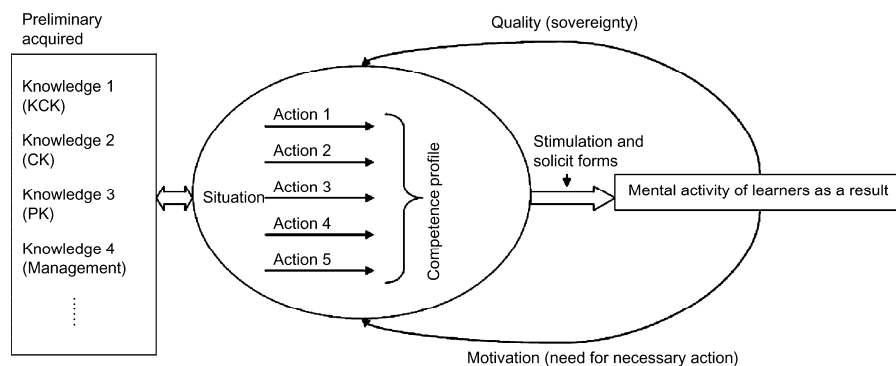 Preliminary
acquired
Knowledge 1
(KCK)
Knowledge 2
(CK)
Knowledge 3
(PK)
Knowledge 4
(Management)
Situation
Action 1
Action 2
Action 3
Action 4
Action 5
Competence profile
Quality (sovereignty)
Stimulation and
solicit forms
Mental activity of learners as a result
Motivation (need for necessary action)